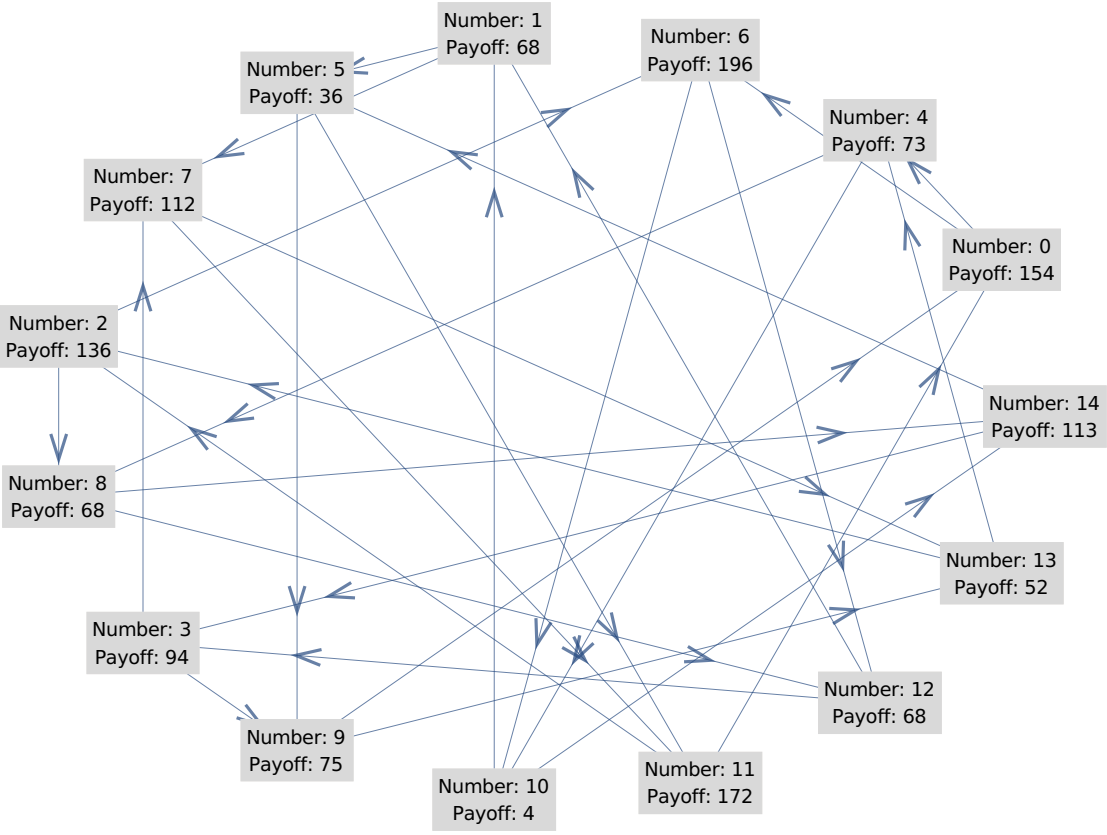 Number: 1
Payoff: 68
Number: 6
Payoff: 196
Number: 5
Payoff: 36
Number: 4
Payoff: 73
Number: 7
Payoff: 112
Number: 0
Payoff: 154
Number: 2
Payoff: 136
Number: 14
Payoff: 113
Number: 8
Payoff: 68
Number: 13
Payoff: 52
Number: 3
Payoff: 94
Number: 12
Payoff: 68
Number: 9
Payoff: 75
Number: 11
Payoff: 172
Number: 10
Payoff: 4